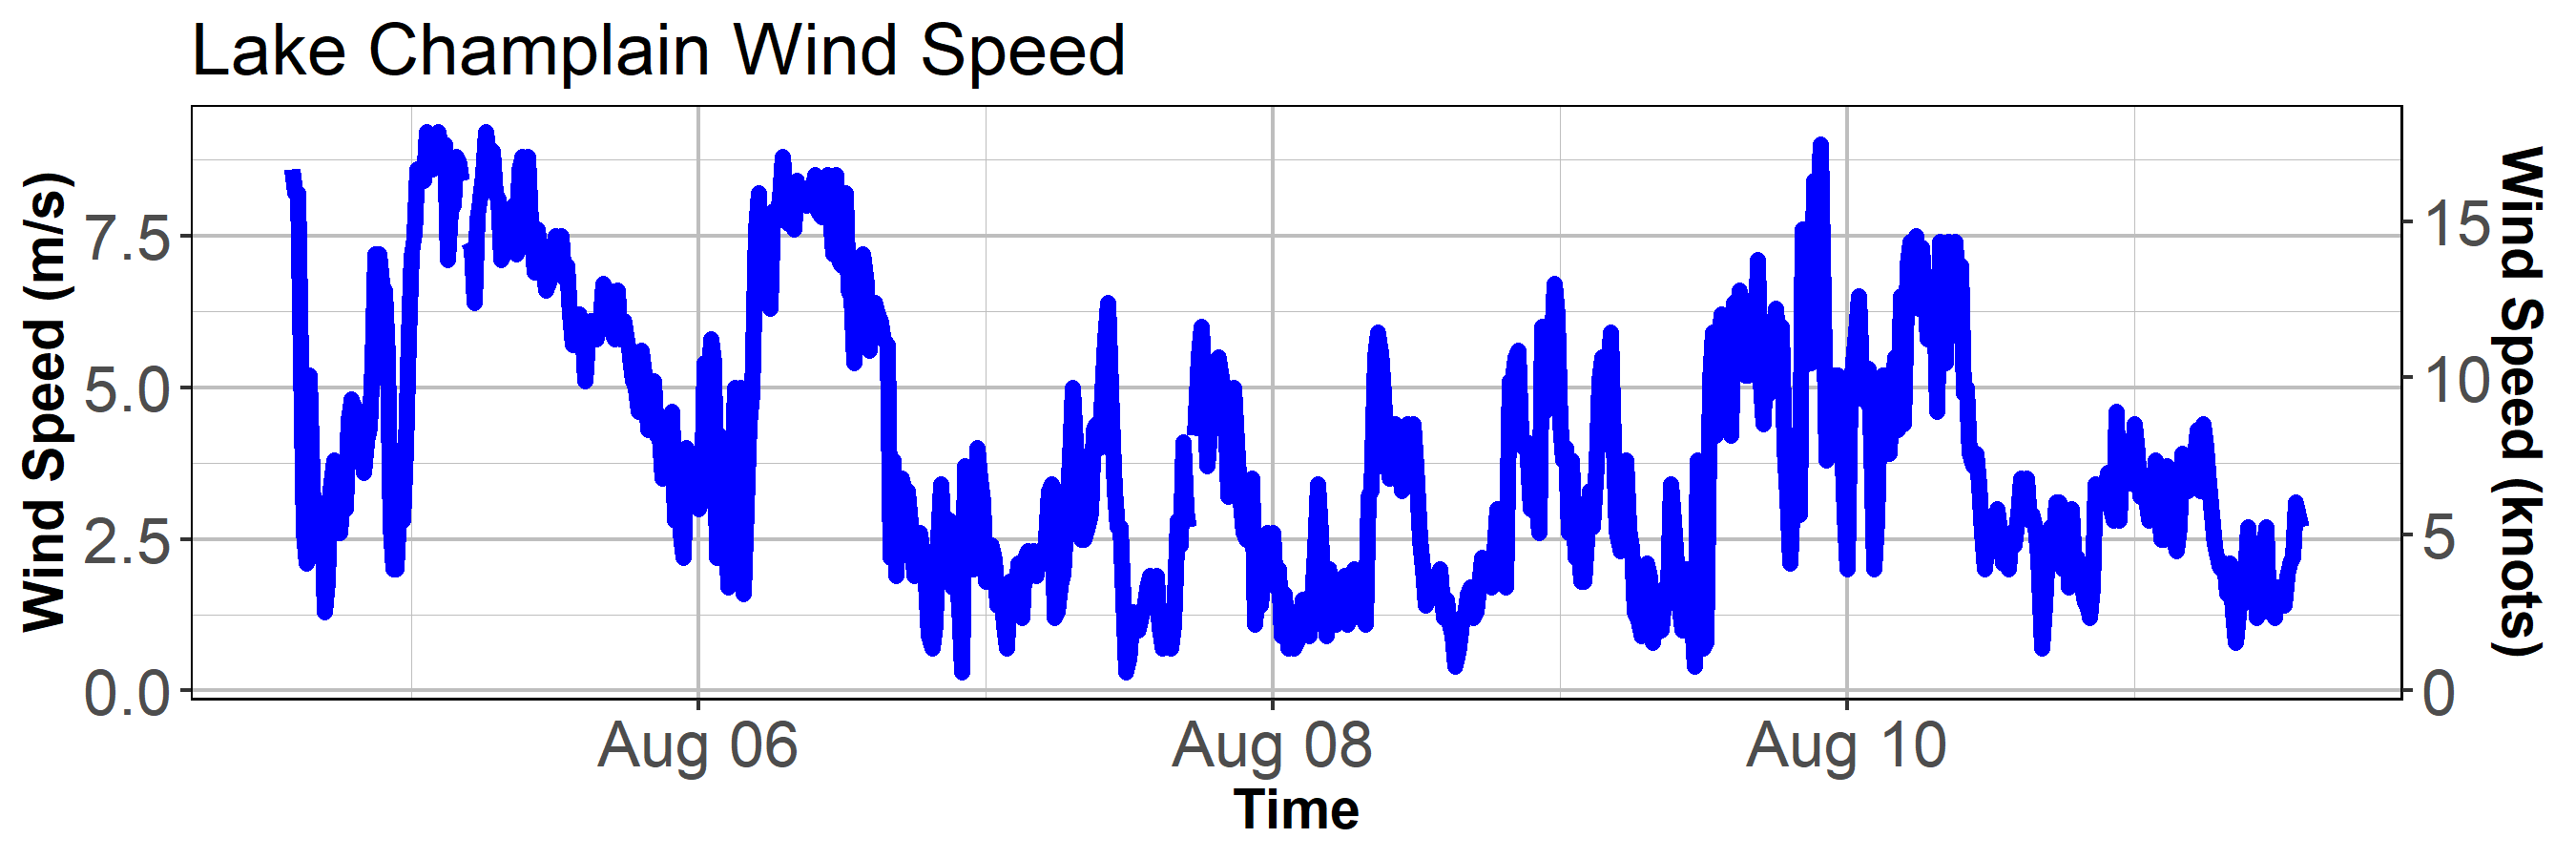 Lake Champlain Wind Speed
Wind Speed (m/s)
7.5
5.0
2.5
0.0
15
10
5
0
Wind Speed (knots)
Aug 06
Aug 08
Aug 10
Time